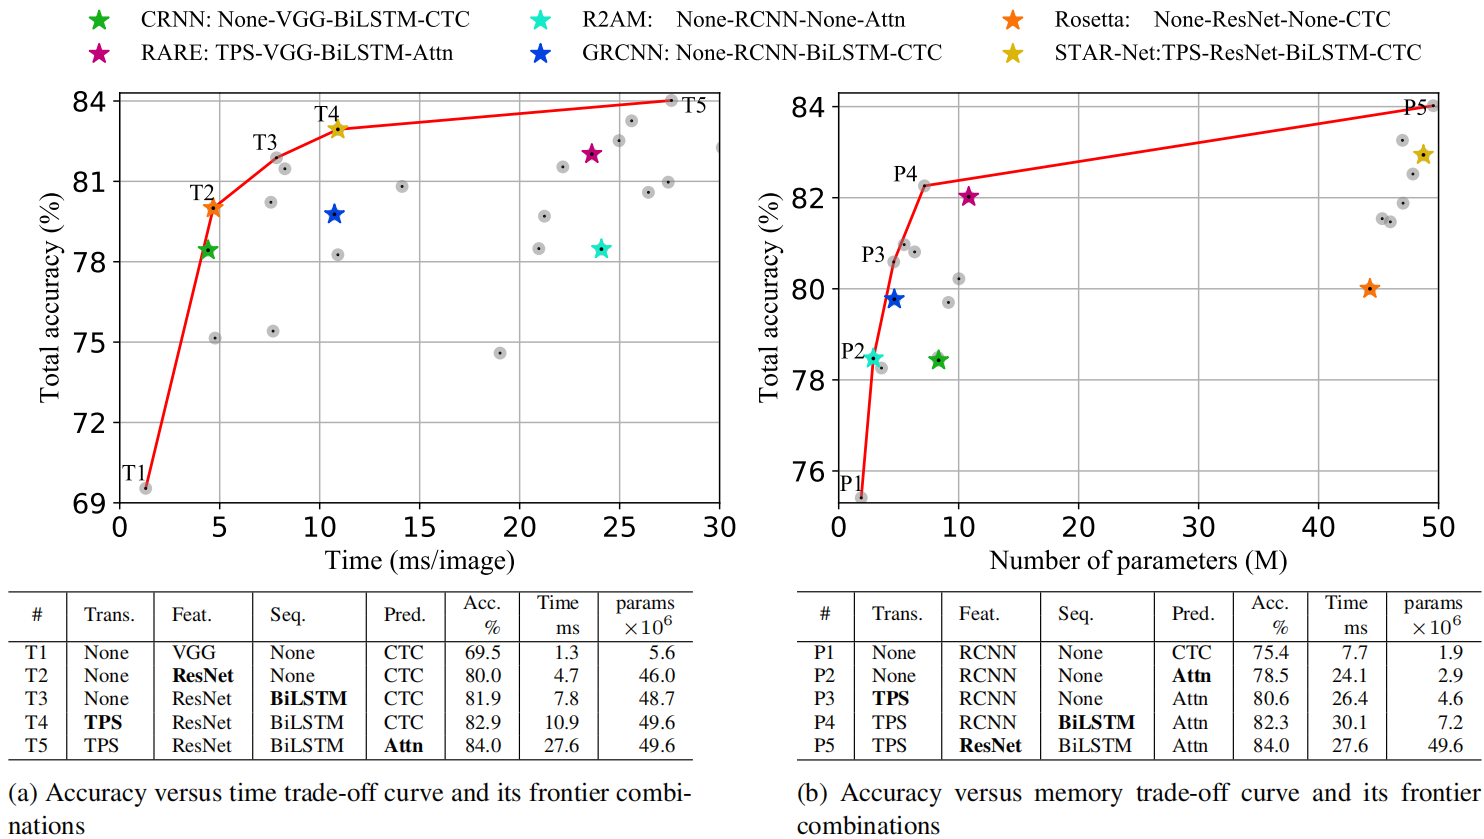 CRNN: None-VGG-BiLSTM-CTC
R2AM: None-RCNN-None-Attn
Rosetta: None-ResNet-None-CTC
RARE: TPS-VGG-BiLSTM-Attn
GRCNN: None-RCNN-BiLSTM-CTC
STAR-Net:TPS-ResNet-BiLSTM-CTC
Total accuracy (%)
84
81
78
75
72
69
T1
T2
T3
T4
T5
0 5 10 15 20 25 30
Time (ms/image)
Total accuracy (%)
84
82
80
78
76
P1
P2
P3
P4
P5
0 10 20 30 40 50
Number of parameters (M)
# Trans. Feat. Seq. Pred. Acc. % Time ms params ×10⁶
T1 None VGG None CTC 69.5 1.3 5.6
T2 None ResNet None CTC 80.0 4.7 46.0
T3 None ResNet BiLSTM CTC 81.9 7.8 48.7
T4 TPS ResNet BiLSTM CTC 82.9 10.9 49.6
T5 TPS ResNet BiLSTM Attn 84.0 27.6 49.6
(a) Accuracy versus time trade-off curve and its frontier combi-
nations
# Trans. Feat. Seq. Pred. Acc. % Time ms params ×10⁶
P1 None RCNN None CTC 75.4 7.7 1.9
P2 None RCNN None Attn 78.5 24.1 2.9
P3 TPS RCNN None Attn 80.6 26.4 4.6
P4 TPS RCNN BiLSTM Attn 82.3 30.1 7.2
P5 TPS ResNet BiLSTM Attn 84.0 27.6 49.6
(b) Accuracy versus memory trade-off curve and its frontier
combinations